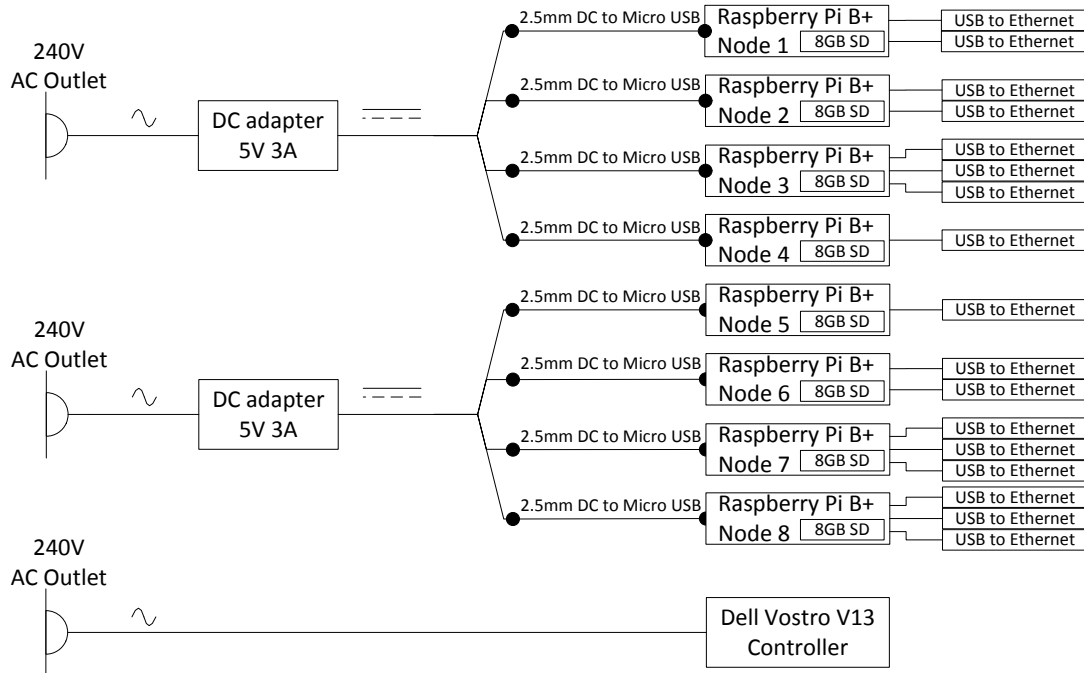 240V
AC Outlet
DC adapter
5V 3A
2.5mm DC to Micro USB
Raspberry Pi B+
Node 1
8GB SD
USB to Ethernet
USB to Ethernet
2.5mm DC to Micro USB
Raspberry Pi B+
Node 2
8GB SD
USB to Ethernet
USB to Ethernet
2.5mm DC to Micro USB
Raspberry Pi B+
Node 3
8GB SD
USB to Ethernet
USB to Ethernet
USB to Ethernet
2.5mm DC to Micro USB
Raspberry Pi B+
Node 4
8GB SD
USB to Ethernet
240V
AC Outlet
DC adapter
5V 3A
2.5mm DC to Micro USB
Raspberry Pi B+
Node 5
8GB SD
USB to Ethernet
2.5mm DC to Micro USB
Raspberry Pi B+
Node 6
8GB SD
USB to Ethernet
USB to Ethernet
2.5mm DC to Micro USB
Raspberry Pi B+
Node 7
8GB SD
USB to Ethernet
USB to Ethernet
USB to Ethernet
2.5mm DC to Micro USB
Raspberry Pi B+
Node 8
8GB SD
USB to Ethernet
USB to Ethernet
USB to Ethernet
240V
AC Outlet
Dell Vostro V13
Controller